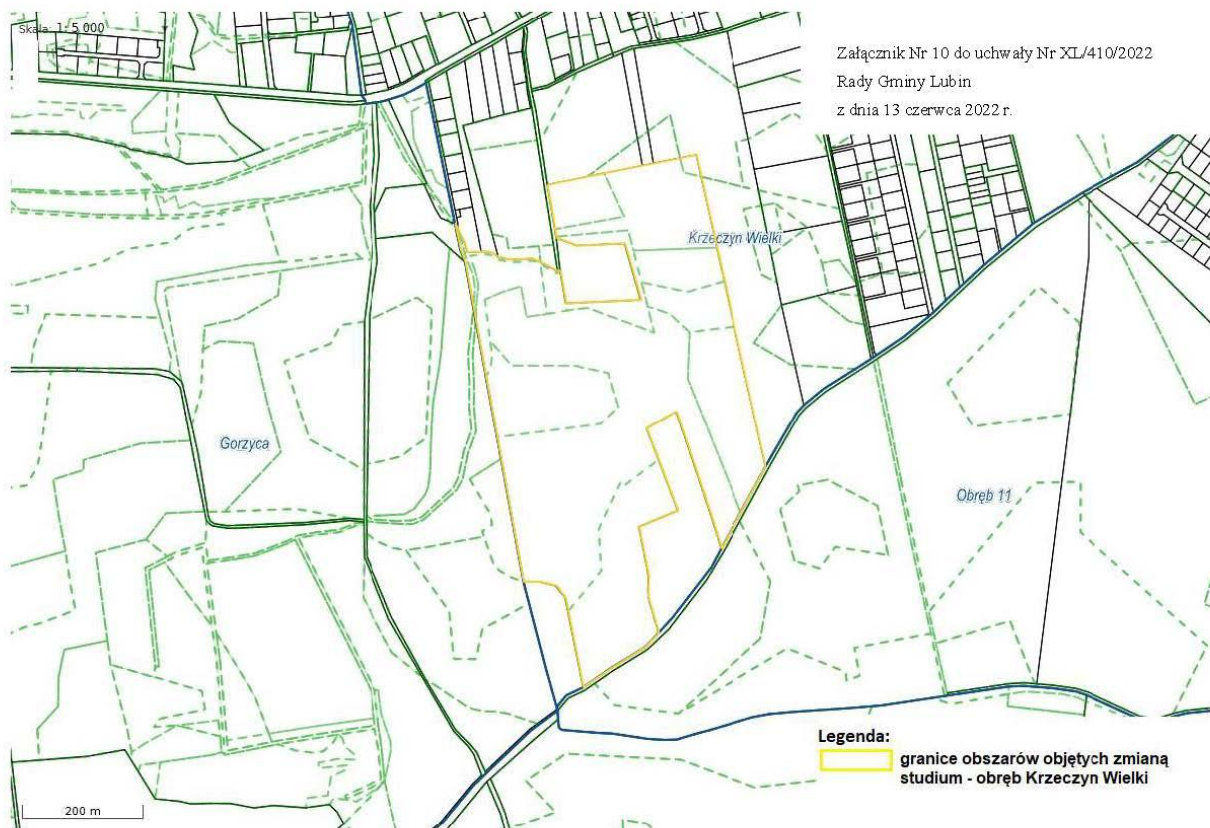 Skala: 1:5 000
Załącznik Nr 10 do uchwały Nr XL/410/2022
Rady Gminy Lubin
z dnia 13 czerwca 2022 r.
Krzeczyn Wielki
Gorzyca
Obręb 11
Legenda:
granice obszarów objętych zmianą
studium - obręb Krzeczyn Wielki
200 m